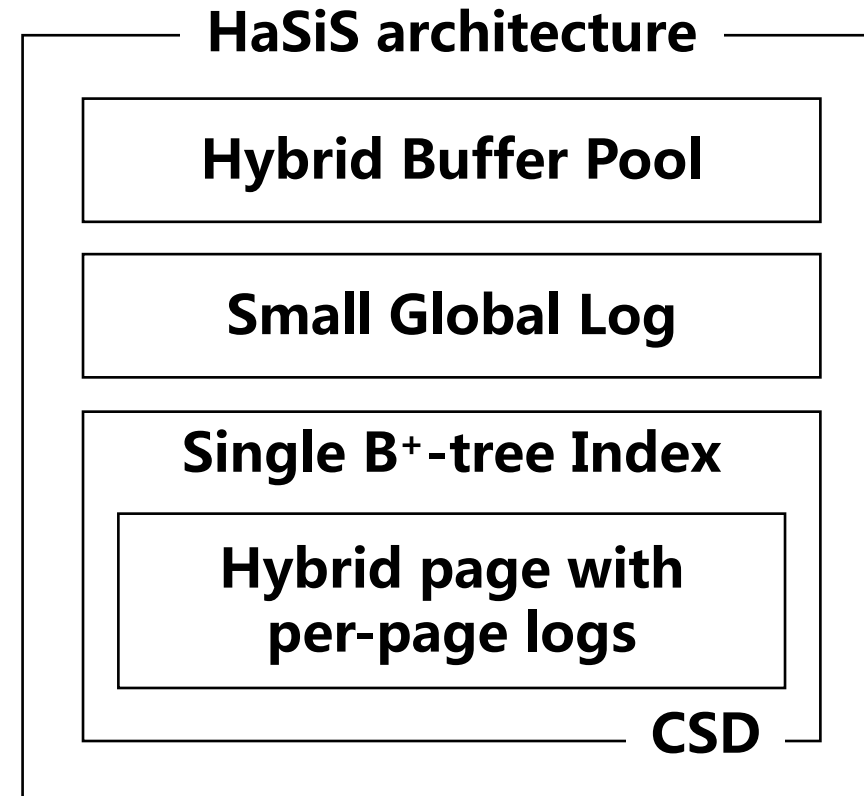 HaSiS architecture
Hybrid Buffer Pool
Small Global Log
Single B⁺-tree Index
Hybrid page with
per-page logs
CSD